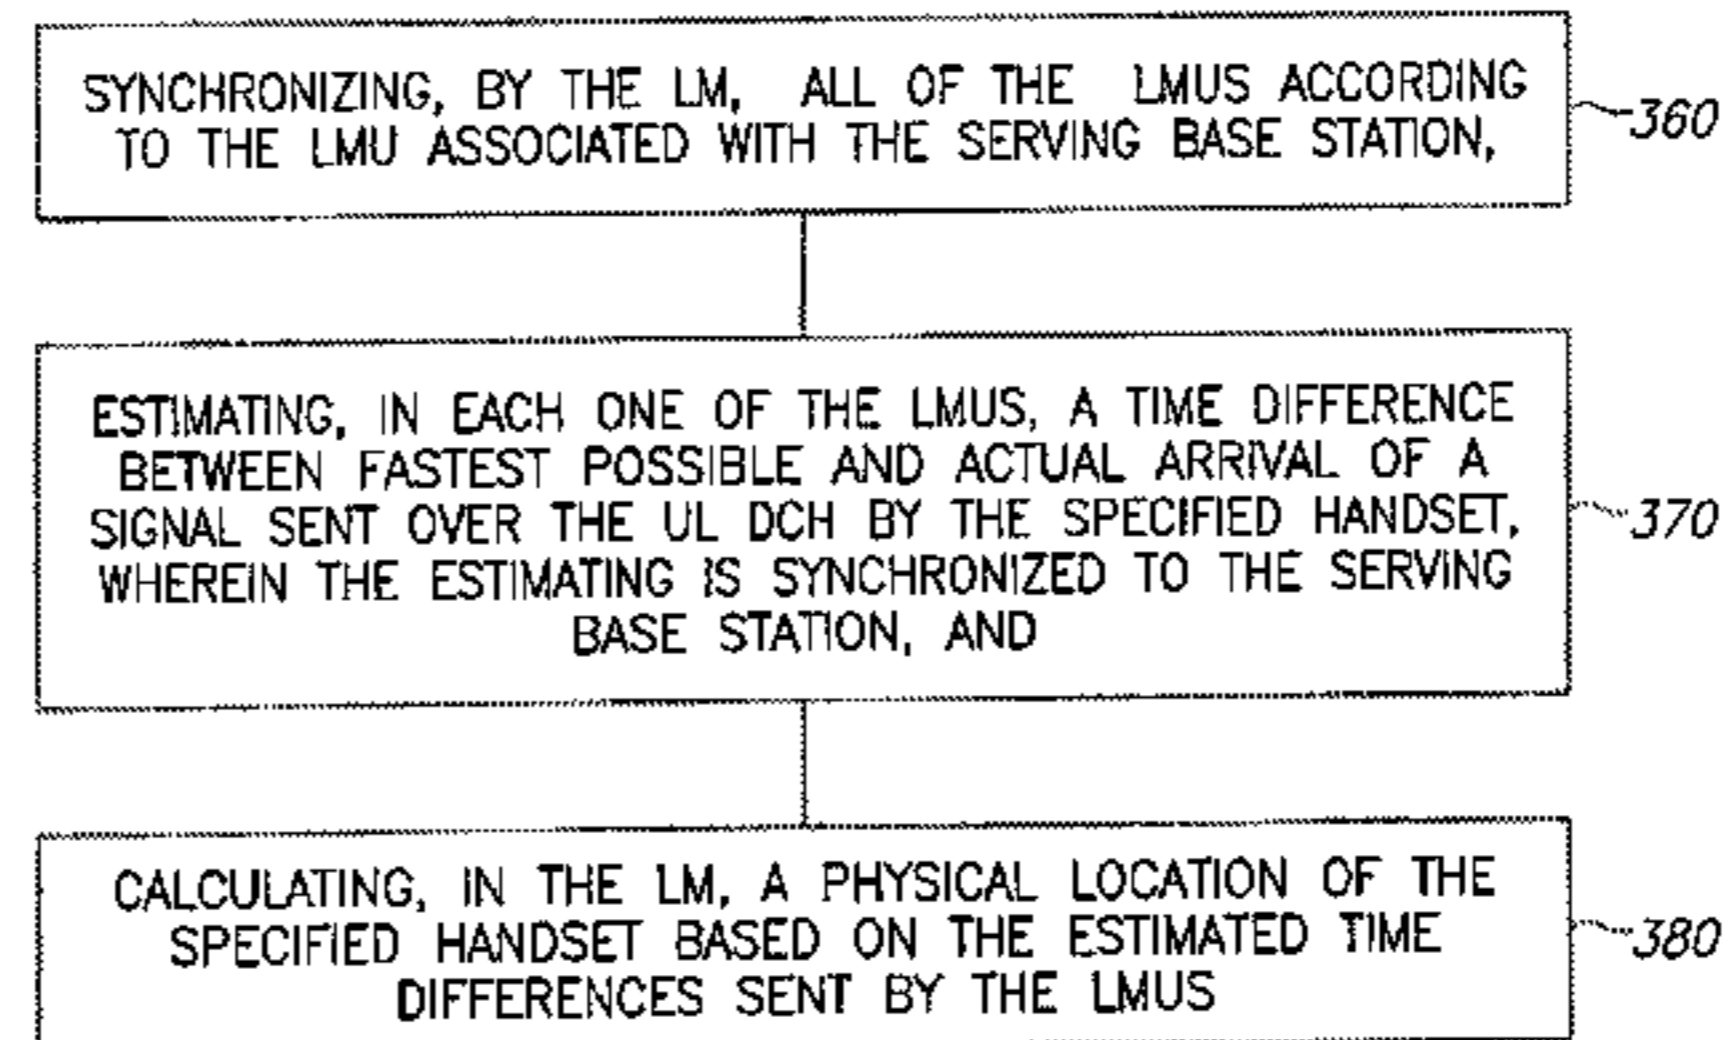 SYNCHRONIZING, BY THE LM, ALL OF THE LMUS ACCORDING
TO THE LMU ASSOCIATED WITH THE SERVING BASE STATION,
360
ESTIMATING, IN EACH ONE OF THE LMUS, A TIME DIFFERENCE
BETWEEN FASTEST POSSIBLE AND ACTUAL ARRIVAL OF A
SIGNAL SENT OVER THE UL DCH BY THE SPECIFIED HANDSET,
WHEREIN THE ESTIMATING IS SYNCHRONIZED TO THE SERVING
BASE STATION, AND
370
CALCULATING, IN THE LM, A PHYSICAL LOCATION OF THE
SPECIFIED HANDSET BASED ON THE ESTIMATED TIME
DIFFERENCES SENT BY THE LMUS
380